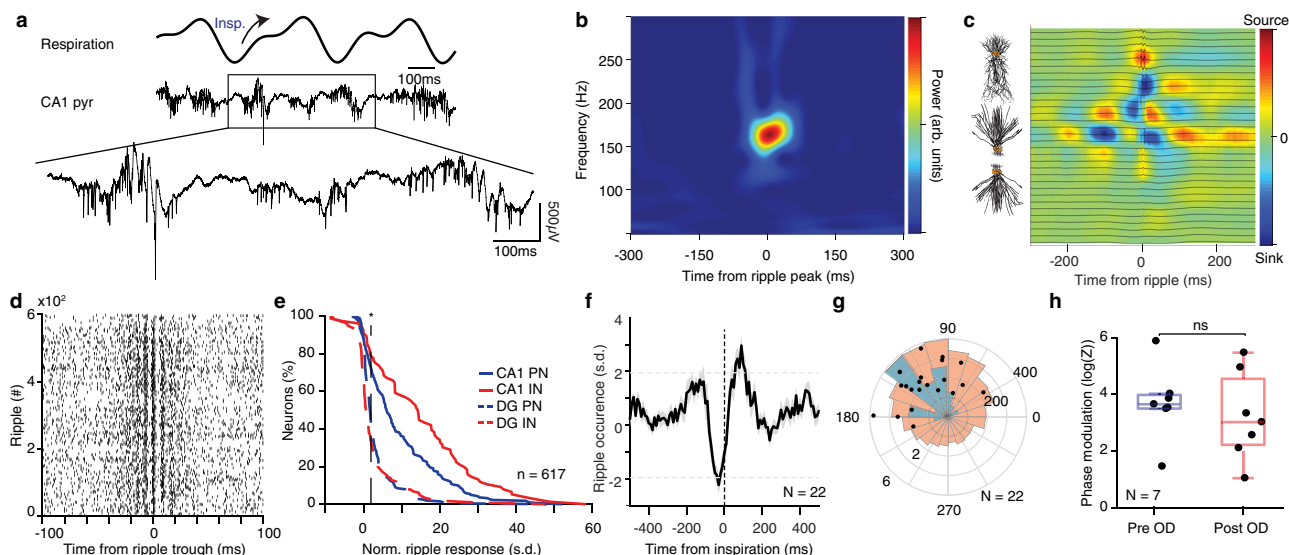 a
Insp.
Respiration
100ms
CA1 pyr
500µV
100ms
b
Frequency (Hz)
250
200
150
100
-300
-150
0
150
300
Time from ripple peak (ms)
Power (arb. units)
c
Source
0
Sink
-200
0
200
Time from ripple (ms)
d
x10²
Ripple (#)
6
4
2
0
-100
0
100
Time from ripple trough (ms)
e
Neurons (%)
100
80
60
40
20
0
*
CA1 PN
CA1 IN
DG PN
DG IN
n = 617
0
20
40
60
Norm. ripple response (s.d.)
f
Ripple occurrence (s.d.)
4
2
0
-2
N = 22
-400
-200
0
200
400
Time from inspiration (ms)
g
90
400
200
180
0
2
6
270
N = 22
h
ns
Phase modulation (log(Z))
6
4
2
0
N = 7
Pre OD
Post OD